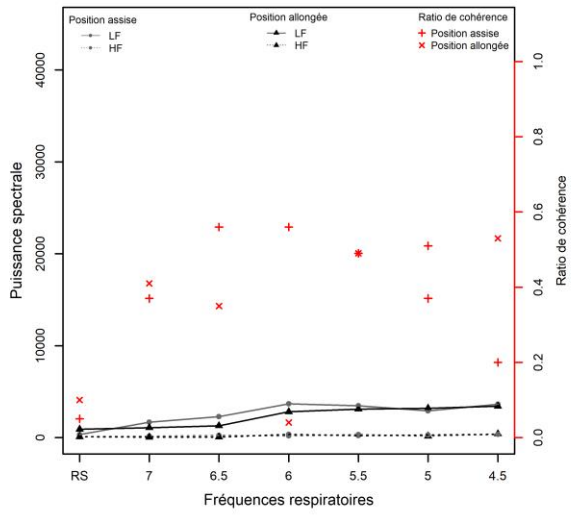 Position assise
LF
HF
Position allongée
LF
HF
Ratio de cohérence
Position assise
Position allongée
Puissance spectrale
40000
30000
20000
10000
0
1.0
0.8
0.6
0.4
0.2
0.0
Ratio de cohérence
RS 7 6.5 6 5.5 5 4.5
Fréquences respiratoires